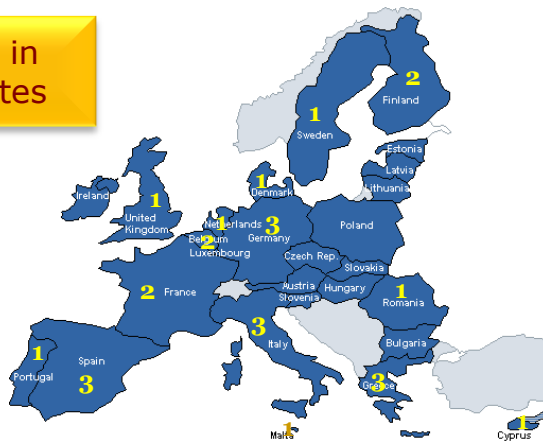 in
tes
2
Finland
1
Sweden
Estonia
Latvia
Lithuania
1
Denmark
Ireland
1
United
Kingdom
1
Netherlands
3
Germany
Belgium
2
Luxembourg
Poland
Czech Rep.
Slovakia
Austria
Hungary
Slovenia
2
France
1
Romania
3
Italy
Bulgaria
1
Portugal
Spain
3
3
Greece
1
Malta
1
Cyprus